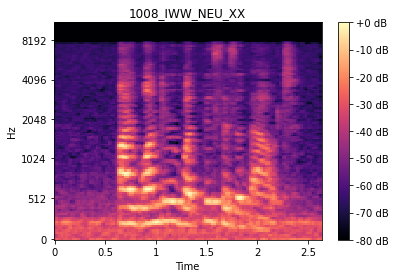 1008_IWW_NEU_XX
+0 dB
8192
-10 dB
4096
-20 dB
-30 dB
2048
-40 dB
Hz
1024
-50 dB
512
-60 dB
-70 dB
0
-80 dB
0 0.5 1 1.5 2 2.5
Time